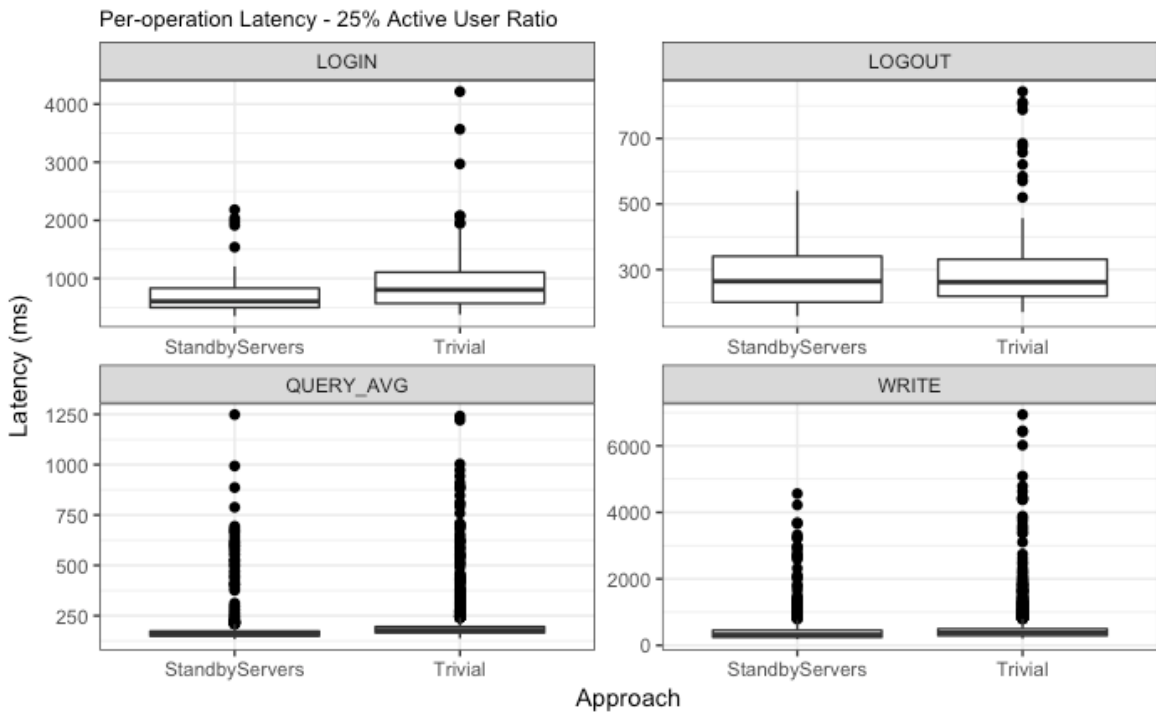 Per-operation Latency - 25% Active User Ratio
LOGIN
LOGOUT
4000
3000
2000
1000
700
500
300
StandbyServers
Trivial
StandbyServers
Trivial
QUERY_AVG
WRITE
1250
1000
750
500
250
6000
4000
2000
0
StandbyServers
Trivial
StandbyServers
Trivial
Latency (ms)
Approach